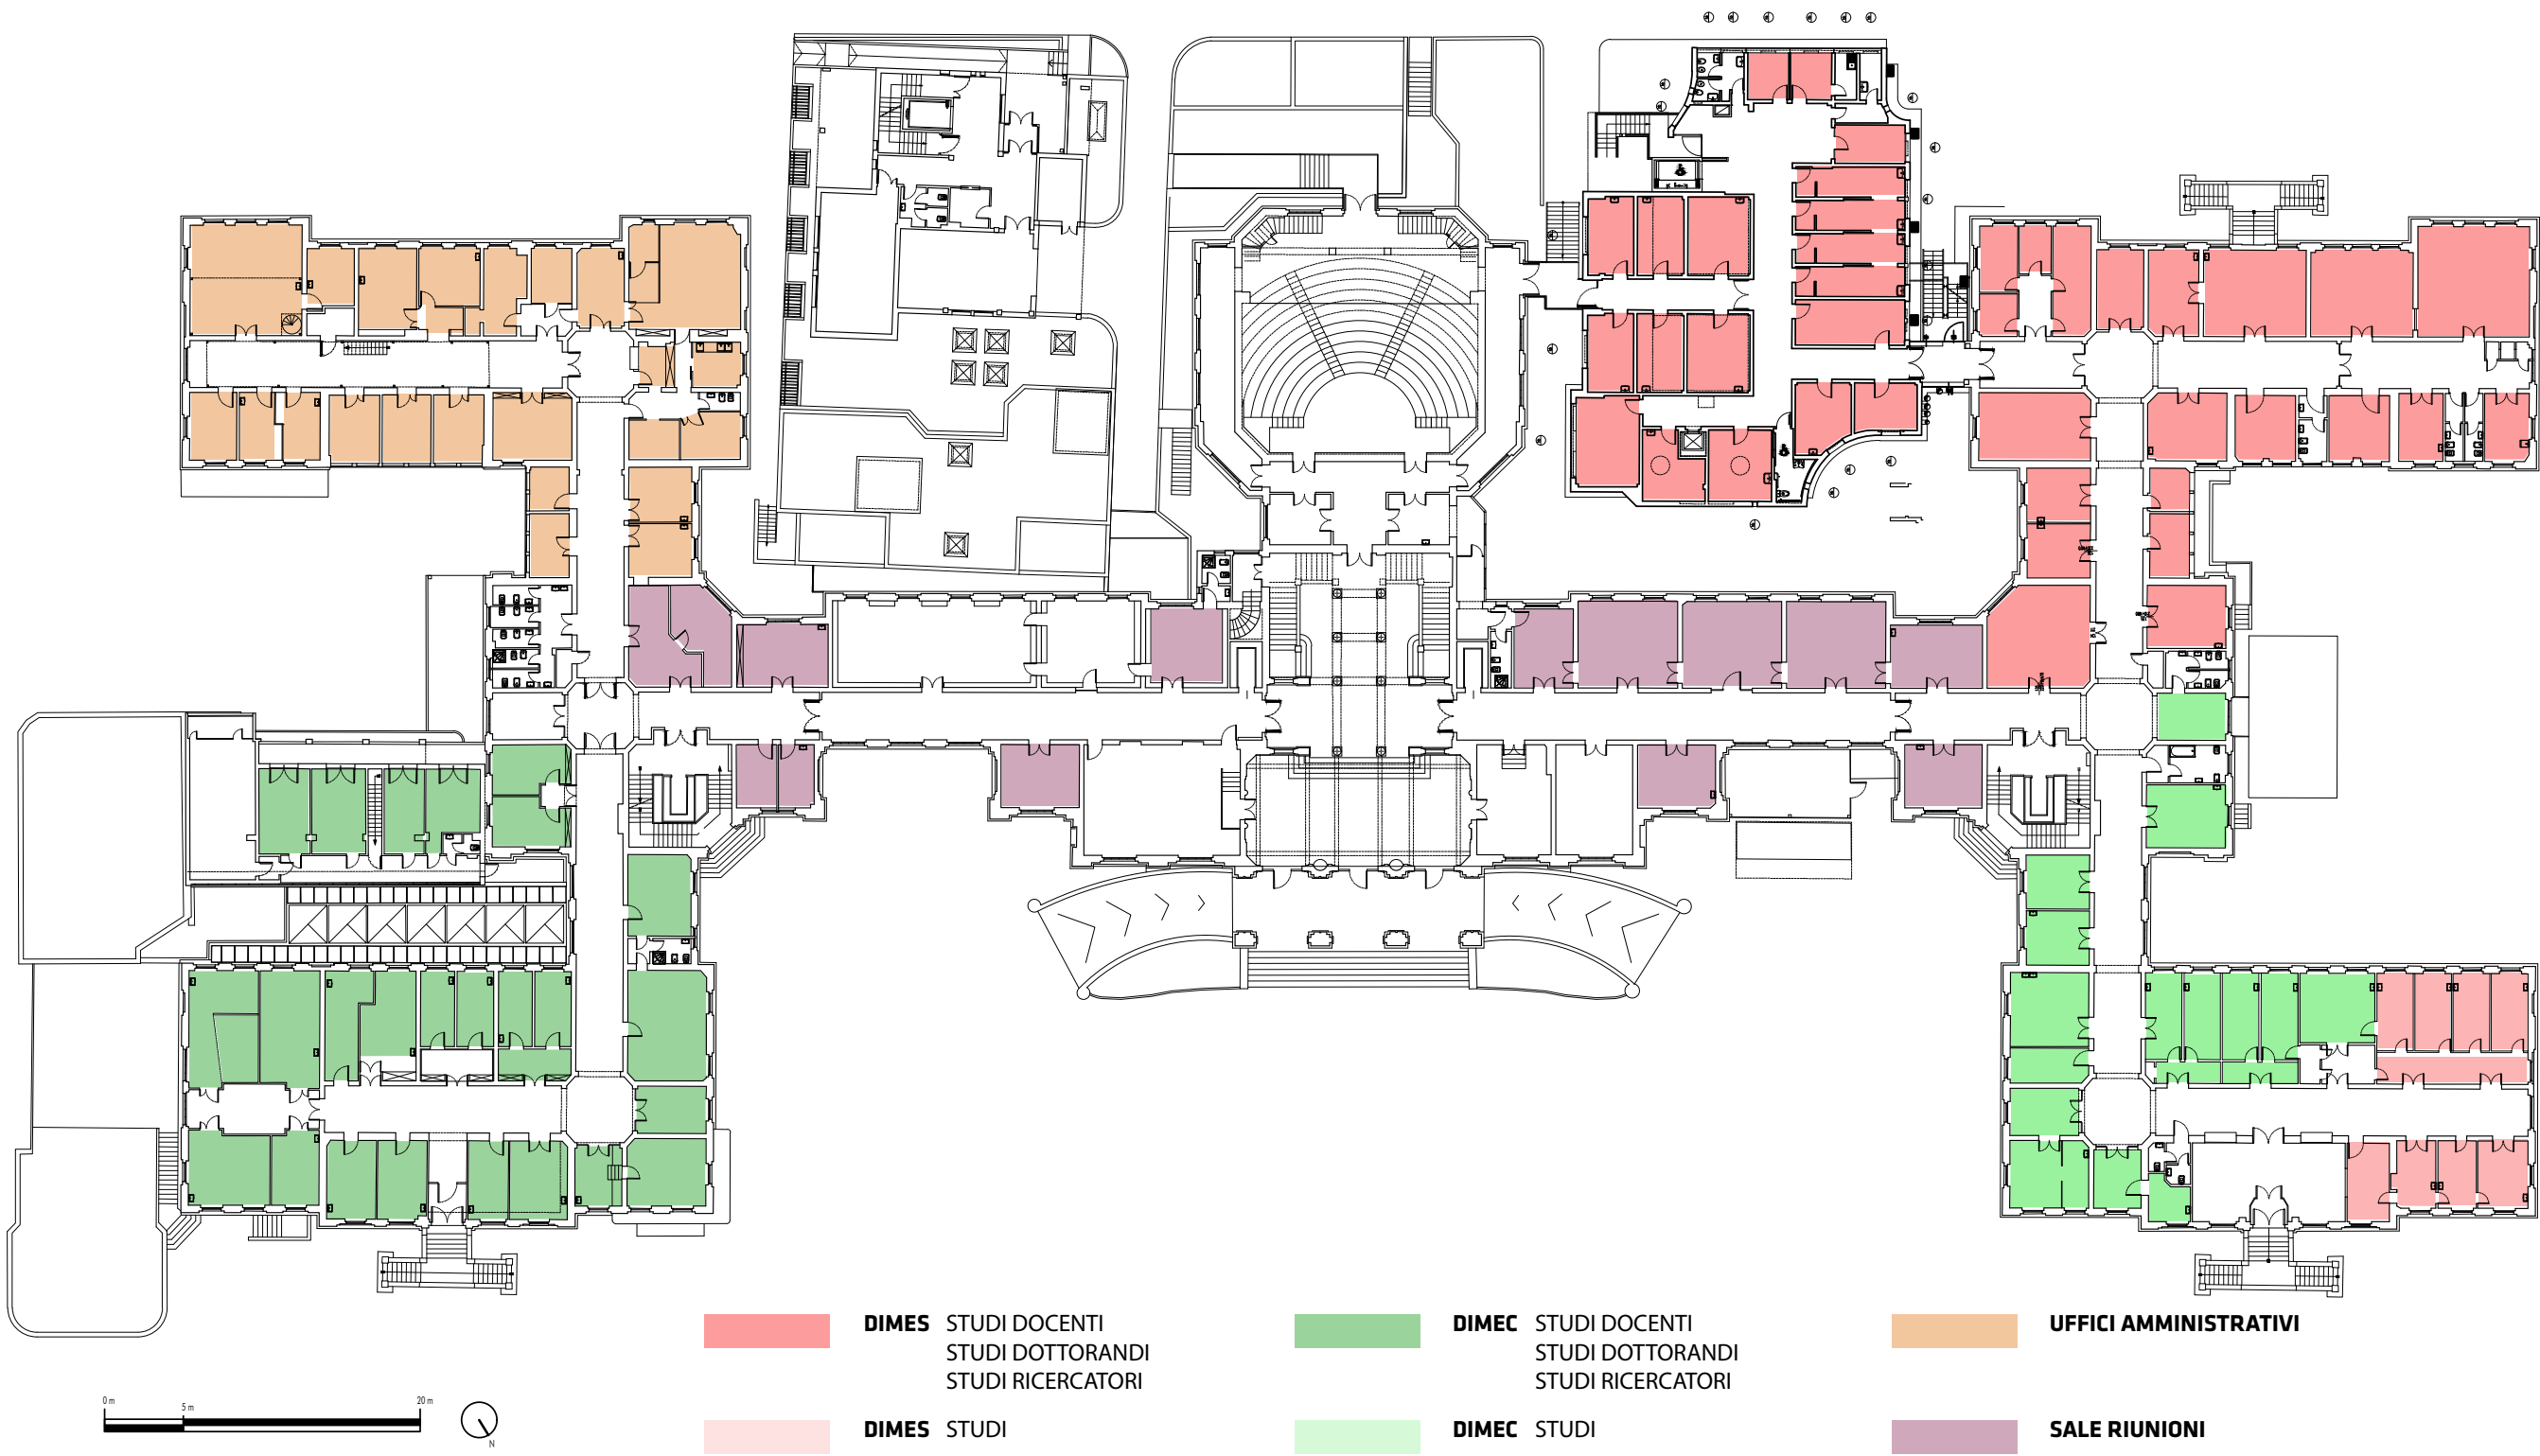 DIMES STUDI DOCENTI
STUDI DOTTORANDI
STUDI RICERCATORI
DIMEC STUDI DOCENTI
STUDI DOTTORANDI
STUDI RICERCATORI
UFFICI AMMINISTRATIVI
DIMES STUDI
DIMEC STUDI
SALE RIUNIONI
0 m
5 m
20 m
N